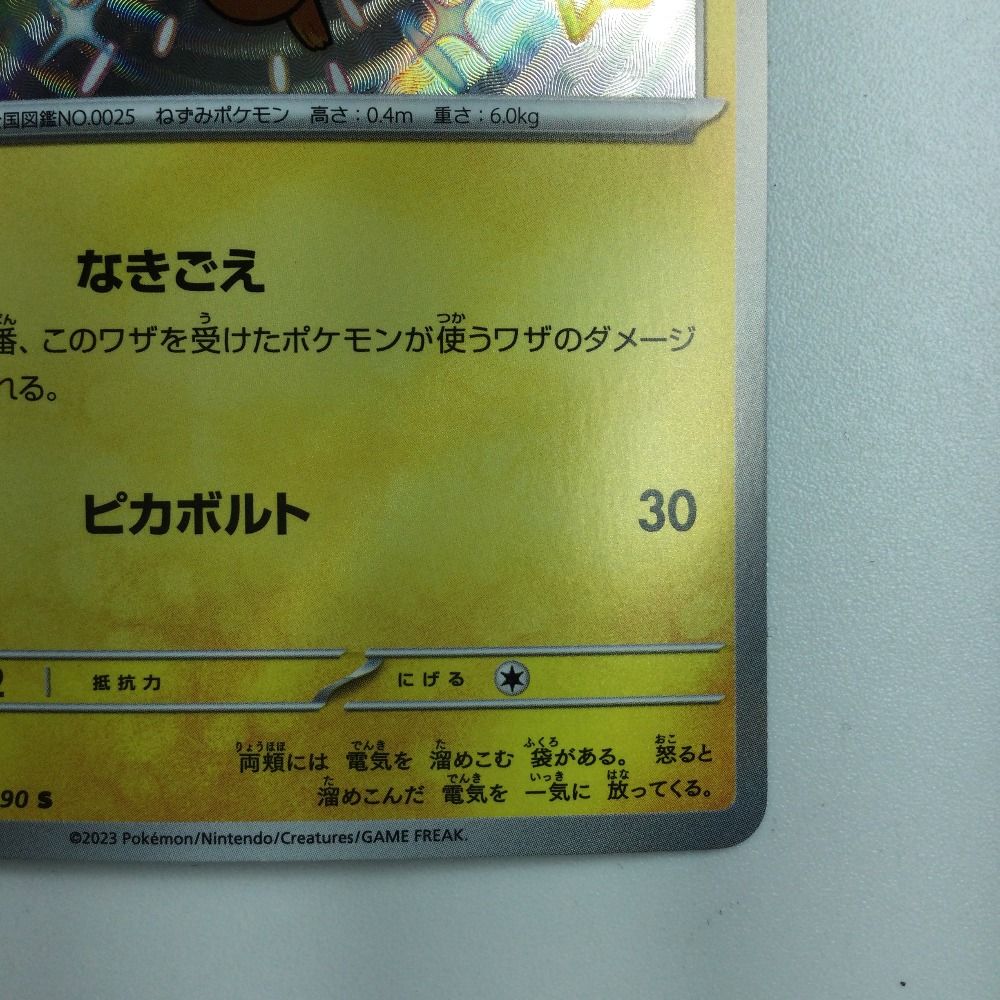 国図鑑NO.0025 ねずみポケモン 高さ:0.4m 重さ:6.0kg
なきごえ
番、このワザを受けたポケモンが使うワザのダメージ
れる。
ピカボルト 30
抵抗力 にげる
両頬には 電気を 溜めこむ 袋がある。 怒ると
溜めこんだ 電気を 一気に 放ってくる。
90 S
©2023 Pokémon/Nintendo/Creatures/GAME FREAK.